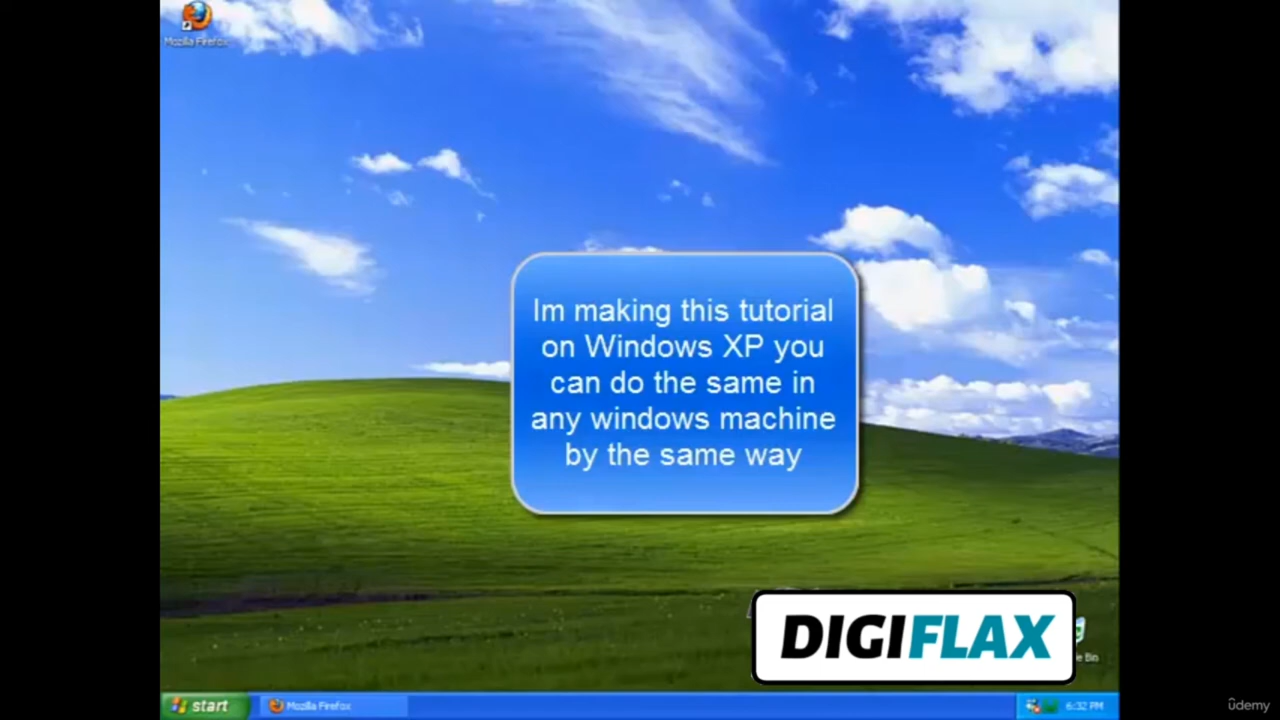 Mozilla Firefox
Im making this tutorial
on Windows XP you
can do the same in
any windows machine
by the same way
DIGIFLAX
e Bin
start
Mozilla Firefox
6:32 PM
ûdemy